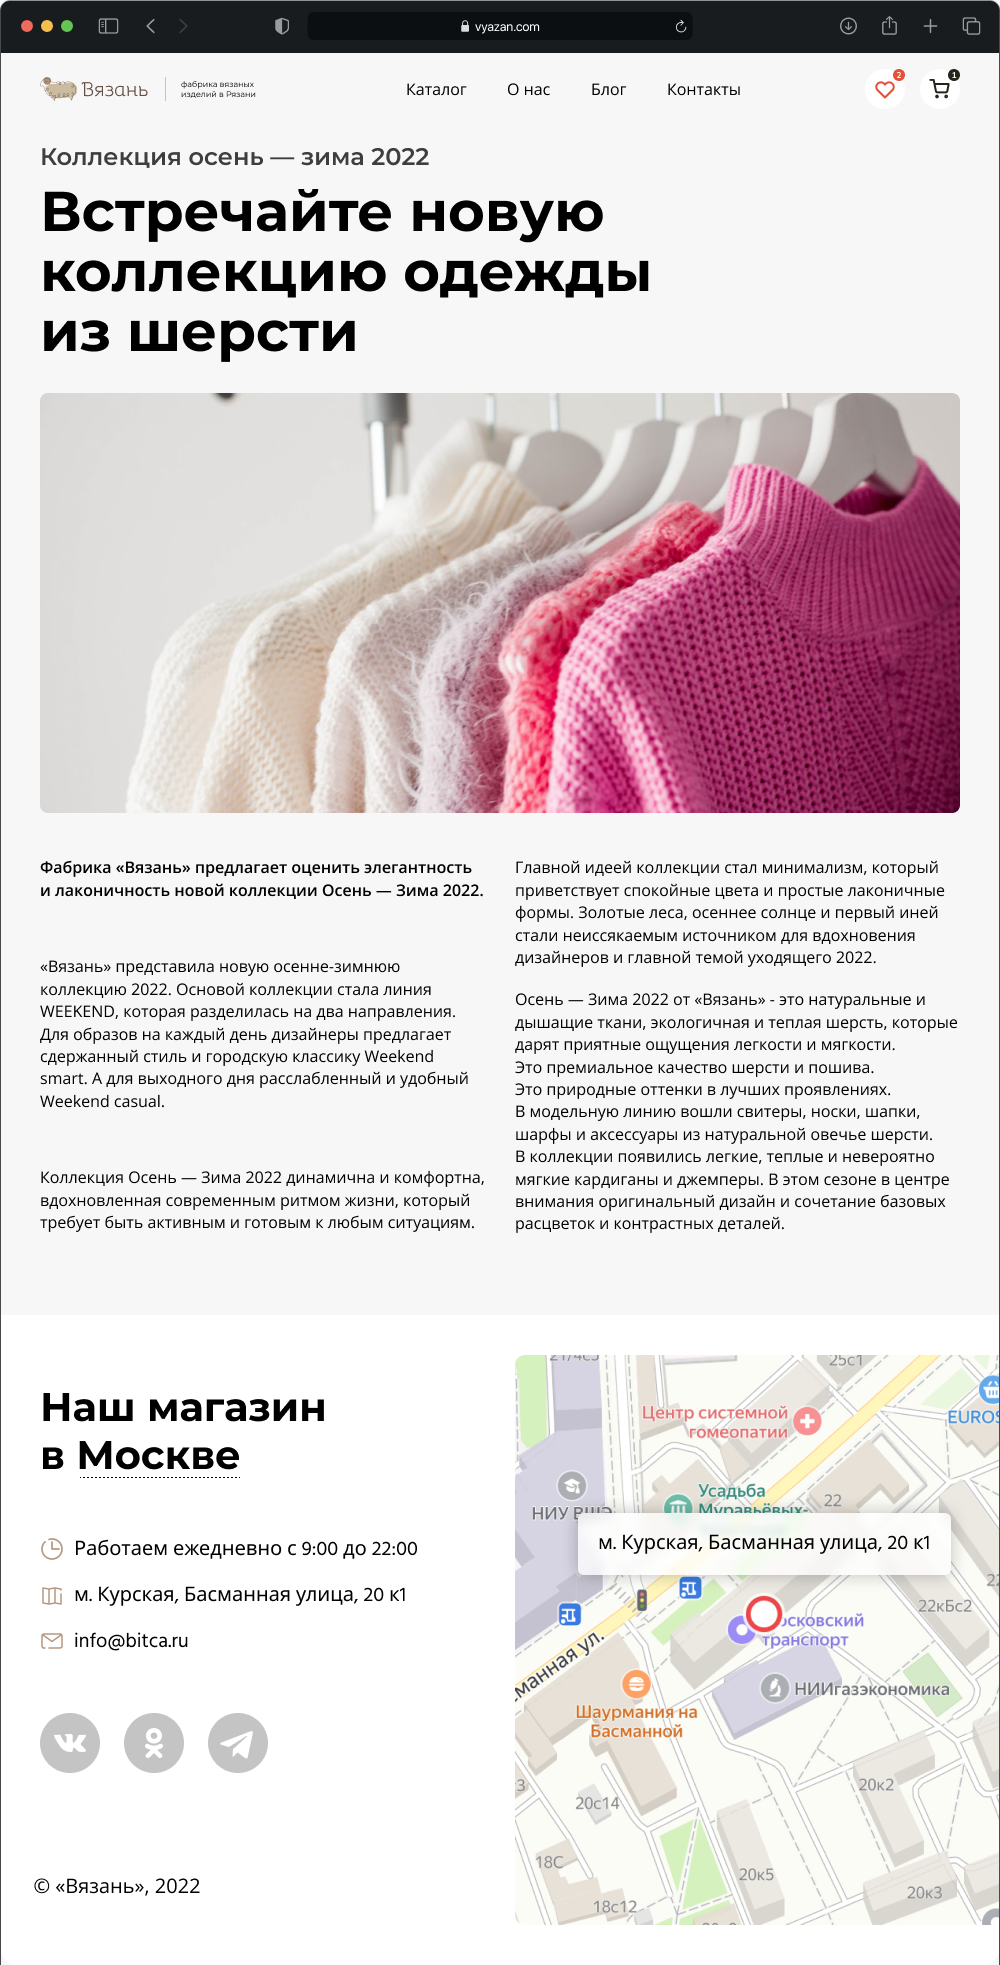 vyazan.com
Вязань
фабрика вязаных
изделий в Рязани
Каталог
О нас
Блог
Контакты
2
1
Коллекция осень — зима 2022
Встречайте новую
коллекцию одежды
из шерсти
Фабрика «Вязань» предлагает оценить элегантность
и лаконичность новой коллекции Осень — Зима 2022.
«Вязань» представила новую осенне-зимнюю
коллекцию 2022. Основой коллекции стала линия
WEEKEND, которая разделилась на два направления.
Для образов на каждый день дизайнеры предлагает
сдержанный стиль и городскую классику Weekend
smart. А для выходного дня расслабленный и удобный
Weekend casual.
Коллекция Осень — Зима 2022 динамична и комфортна,
вдохновленная современным ритмом жизни, который
требует быть активным и готовым к любым ситуациям.
Главной идеей коллекции стал минимализм, который
приветствует спокойные цвета и простые лаконичные
формы. Золотые леса, осеннее солнце и первый иней
стали неиссякаемым источником для вдохновения
дизайнеров и главной темой уходящего 2022.
Осень — Зима 2022 от «Вязань» - это натуральные и
дышащие ткани, экологичная и теплая шерсть, которые
дарят приятные ощущения легкости и мягкости.
Это премиальное качество шерсти и пошива.
Это природные оттенки в лучших проявлениях.
В модельную линию вошли свитеры, носки, шапки,
шарфы и аксессуары из натуральной овечье шерсти.
В коллекции появились легкие, теплые и невероятно
мягкие кардиганы и джемперы. В этом сезоне в центре
внимания оригинальный дизайн и сочетание базовых
расцветок и контрастных деталей.
Наш магазин
в Москве
Работаем ежедневно с 9:00 до 22:00
м. Курская, Басманная улица, 20 к1
info@bitca.ru
© «Вязань», 2022
25с1
Центр системной
гомеопатии
EUROS
Усадьба
Муравьёвых-
22
НИУ ВШЭ
м. Курская, Басманная улица, 20 к1
22кБс2
сковский
транспорт
сманная ул.
НИИгазэкономика
Шаурмания на
Басманной
20к2
20с14
18С
20к5
20к3
18с12